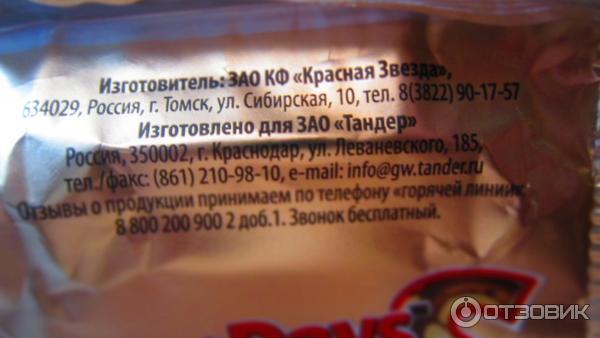 Изготовитель: ЗАО КФ «Красная Звезда»,
634029, Россия, г. Томск, ул. Сибирская, 10, тел. 8(3822) 90-17-57
Изготовлено для ЗАО «Тандер»
Россия, 350002, г. Краснодар, ул. Леваневского, 185,
тел./факс: (861) 210-98-10, e-mail: info@gw.tander.ru
Отзывы о продукции принимаем по телефону «горячей линии»
8 800 200 900 2 доб.1. Звонок бесплатный.
Days
ОТЗОВИК